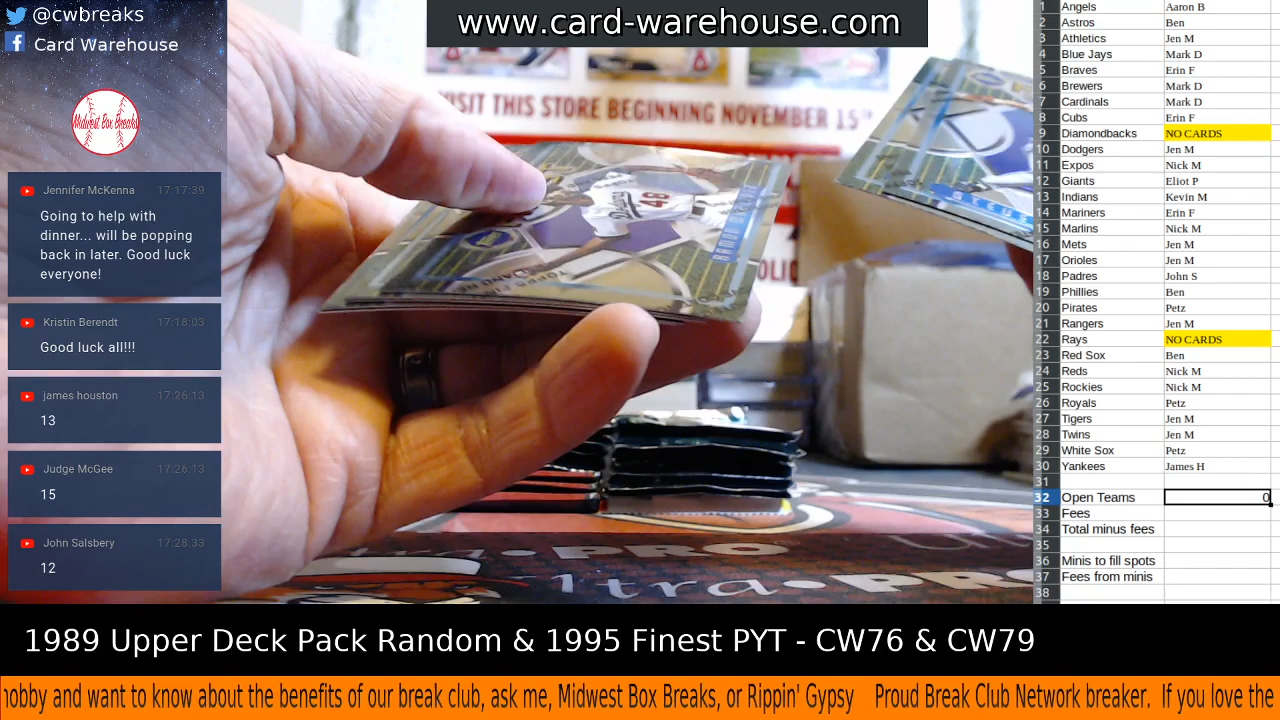 @cwbreaks
Card Warehouse
Midwest Box Breaks
Jennifer McKenna 17:17:39
Going to help with
dinner... will be popping
back in later. Good luck
everyone!
Kristin Berendt 17:18:03
Good luck all!!!
james houston 17:26:13
13
Judge McGee 17:26:13
15
John Salsbery 17:28:33
12
www.card-warehouse.com
VISIT THIS STORE BEGINNING NOVEMBER 15th
48
PRO
tra•PRO
1 Angels Aaron B
2 Astros Ben
3 Athletics Jen M
4 Blue Jays Mark D
5 Braves Erin F
6 Brewers Mark D
7 Cardinals Mark D
8 Cubs Erin F
9 Diamondbacks NO CARDS
10 Dodgers Jen M
11 Expos Nick M
12 Giants Eliot P
13 Indians Kevin M
14 Mariners Erin F
15 Marlins Nick M
16 Mets Jen M
17 Orioles Jen M
18 Padres John S
19 Phillies Ben
20 Pirates Petz
21 Rangers Jen M
22 Rays NO CARDS
23 Red Sox Ben
24 Reds Nick M
25 Rockies Nick M
26 Royals Petz
27 Tigers Jen M
28 Twins Jen M
29 White Sox Petz
30 Yankees James H
31
32 Open Teams 0
33 Fees
34 Total minus fees
35
36 Minis to fill spots
37 Fees from minis
38
1989 Upper Deck Pack Random & 1995 Finest PYT - CW76 & CW79
hobby and want to know about the benefits of our break club, ask me, Midwest Box Breaks, or Rippin' Gypsy Proud Break Club Network breaker. If you love the